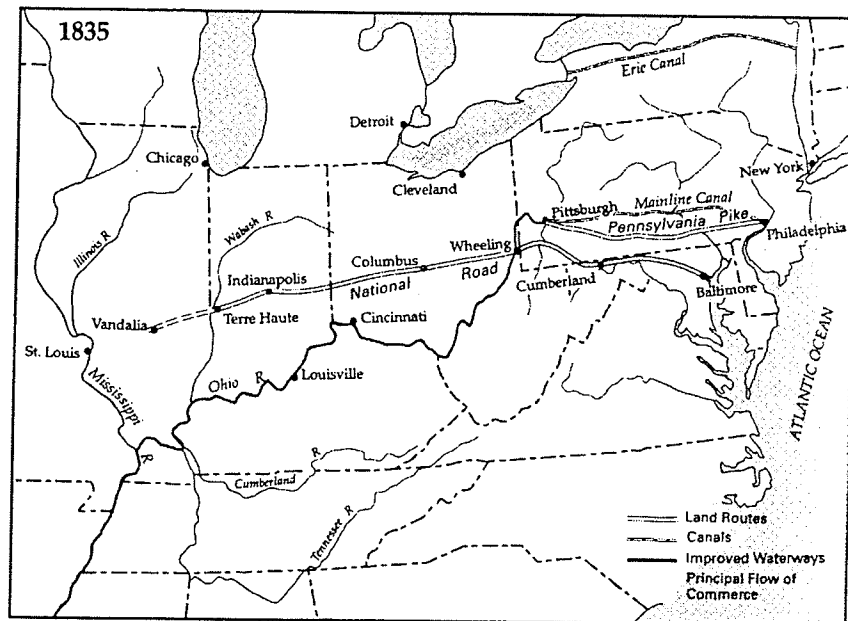 1835
Erie Canal
Detroit
Chicago
Cleveland
New York
Pittsburgh
Mainline Canal
Pennsylvania Pike
Philadelphia
Illinois R
Wabash R
Wheeling
Columbus
Indianapolis
National Road
Cumberland
Baltimore
Vandalia
Terre Haute
Cincinnati
St. Louis
Ohio R
Louisville
Mississippi R
ATLANTIC OCEAN
Cumberland R
Tennessee R
Land Routes
Canals
Improved Waterways
Principal Flow of
Commerce